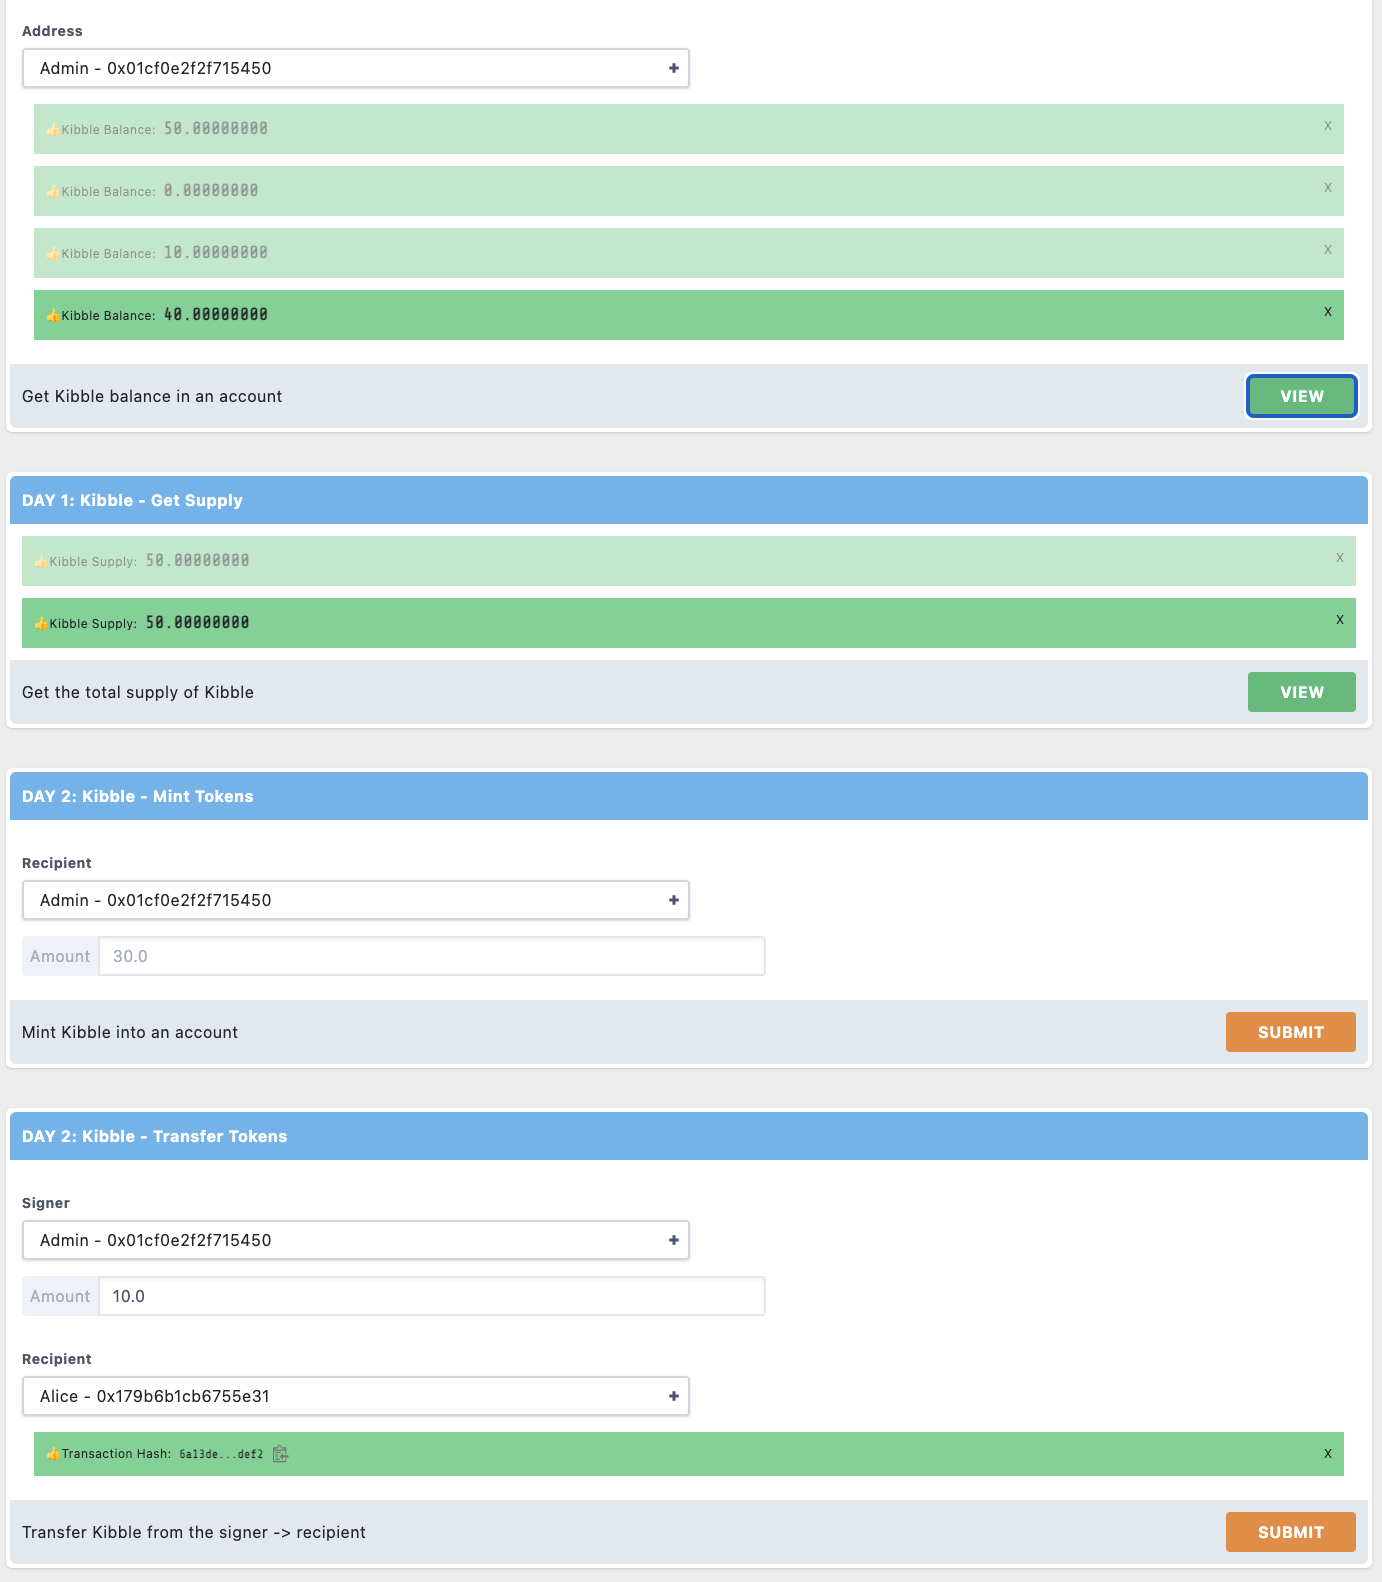 Address
Admin - 0x01cf0e2f2f715450
👍Kibble Balance: 50.00000000 X
👍Kibble Balance: 0.00000000 X
👍Kibble Balance: 10.00000000 X
👍Kibble Balance: 40.00000000 X
Get Kibble balance in an account VIEW
DAY 1: Kibble - Get Supply
👍Kibble Supply: 50.00000000 X
👍Kibble Supply: 50.00000000 X
Get the total supply of Kibble VIEW
DAY 2: Kibble - Mint Tokens
Recipient
Admin - 0x01cf0e2f2f715450
Amount 30.0
Mint Kibble into an account SUBMIT
DAY 2: Kibble - Transfer Tokens
Signer
Admin - 0x01cf0e2f2f715450
Amount 10.0
Recipient
Alice - 0x179b6b1cb6755e31
👍Transaction Hash: 6a13de...def2 X
Transfer Kibble from the signer -> recipient SUBMIT